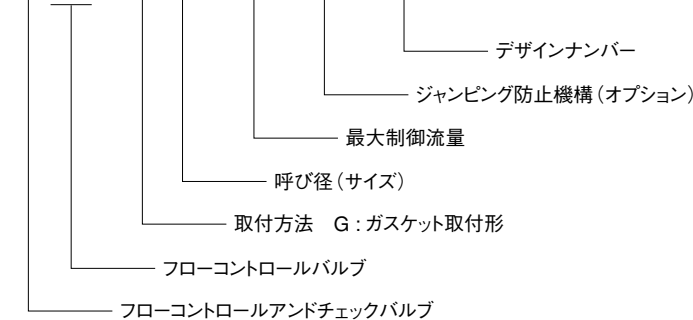 デザインナンバー
ジャンピング防止機構（オプション）
最大制御流量
呼び径（サイズ）
取付方法　G：ガスケット取付形
フローコントロールバルブ
フローコントロールアンドチェックバルブ